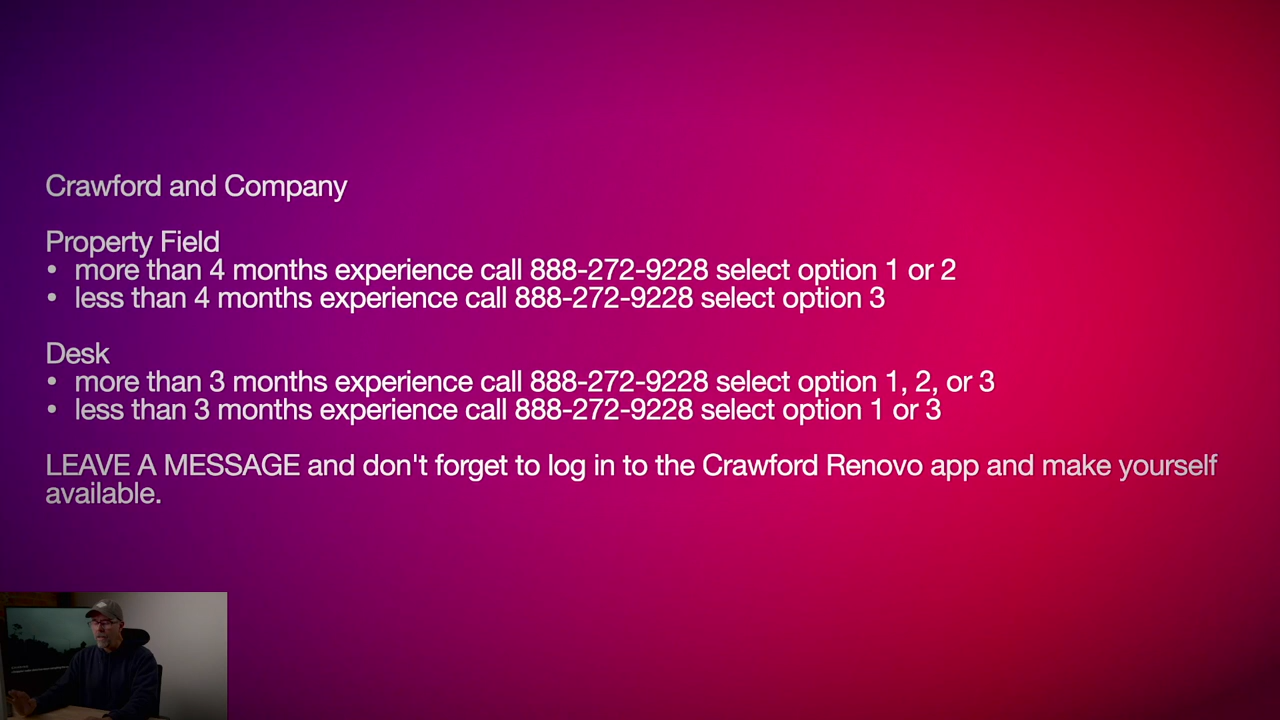 Crawford and Company
Property Field
• more than 4 months experience call 888-272-9228 select option 1 or 2
• less than 4 months experience call 888-272-9228 select option 3
Desk
• more than 3 months experience call 888-272-9228 select option 1, 2, or 3
• less than 3 months experience call 888-272-9228 select option 1 or 3
LEAVE A MESSAGE and don't forget to log in to the Crawford Renovo app and make yourself
available.